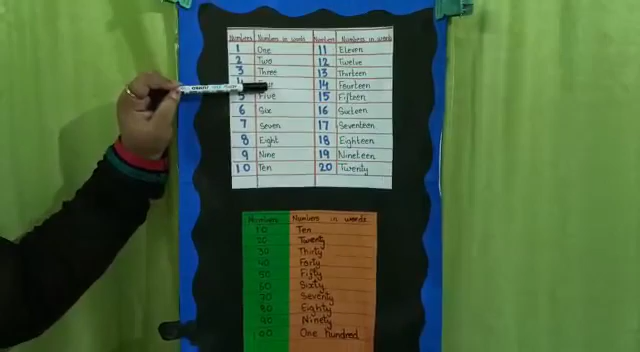 Numbers Numbers in words Numbers Numbers in words
1 One 11 Eleven
2 Two 12 Twelve
3 Three 13 Thirteen
4 14 Fourteen
5 Five 15 Fifteen
6 Six 16 Sixteen
7 Seven 17 Seventeen
8 Eight 18 Eighteen
9 Nine 19 Nineteen
10 Ten 20 Twenty
Numbers Numbers in words
10 Ten
20 Twenty
30 Thirty
40 Forty
50 Fifty
60 Sixty
70 Seventy
80 Eighty
90 Ninety
100 One hundred